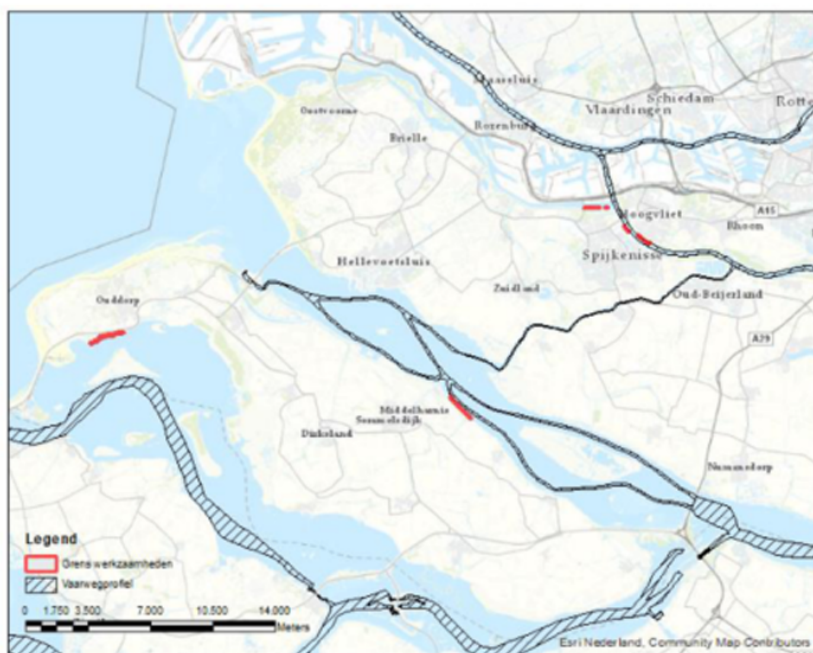 Maassluis
Schiedam
Vlaardingen
Rotte
Oostvoorne
Rozenburg
Brielle
Hoogvliet
A15
Rhoon
Spijkenisse
Hellevoetsluis
Zuidland
Oud-Beijerland
Ouddorp
A29
Middelharnis
Sommelsdijk
Dirksland
Numansdorp
Legend
Grens werkzaamheden
Vaarwegprofiel
0 1.750 3.500 7.000 10.500 14.000
Meters
Esri Nederland, Community Map Contributors